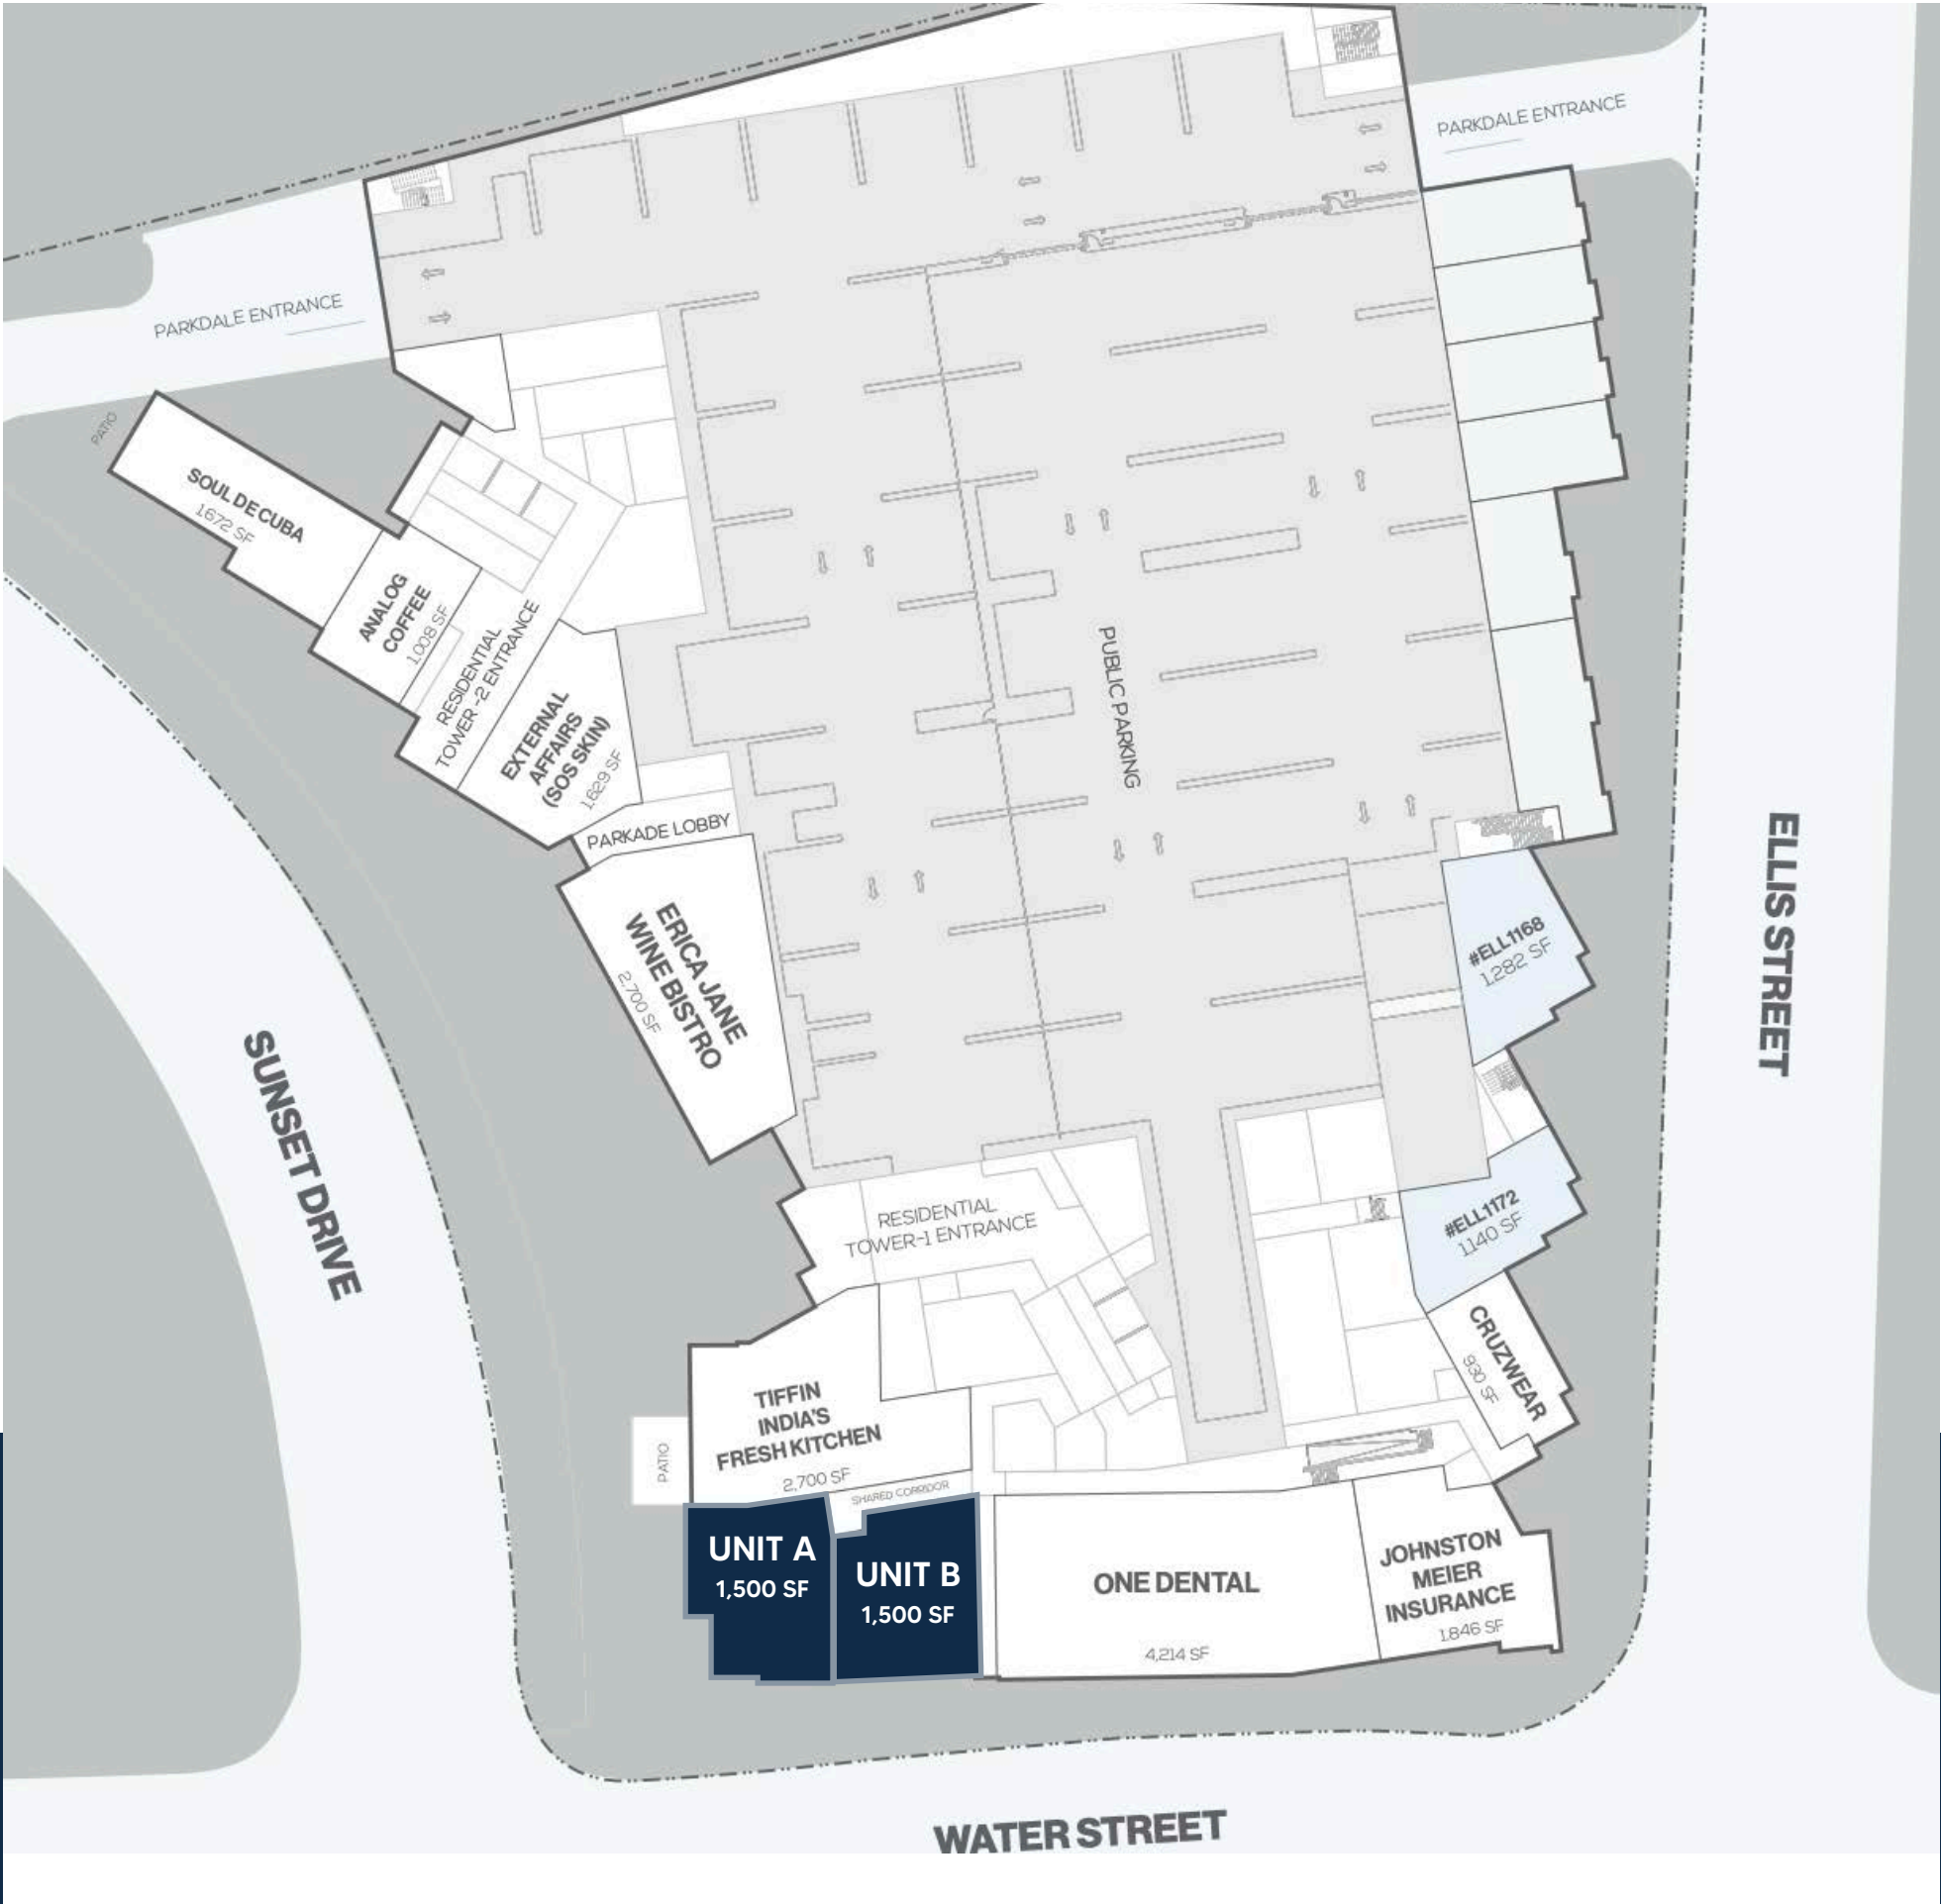 PARKDALE ENTRANCE
PARKDALE ENTRANCE
PATIO
SOUL DE CUBA
1672 SF
ANALOG
COFFEE
1,008 SF
RESIDENTIAL
TOWER-2 ENTRANCE
EXTERNAL
AFFAIRS
(SOS SKIN)
1,629 SF
PARKADE LOBBY
PUBLIC PARKING
ERICA JANE
WINE BISTRO
2,700 SF
#ELL1168
1,282 SF
ELLIS STREET
SUNSET DRIVE
RESIDENTIAL
TOWER-1 ENTRANCE
#ELL1172
1140 SF
CRUZWEAR
930 SF
TIFFIN
INDIA'S
FRESH KITCHEN
2,700 SF
PATIO
SHARED CORRIDOR
UNIT A
1,500 SF
UNIT B
1,500 SF
ONE DENTAL
4,214 SF
JOHNSTON
MEIER
INSURANCE
1,846 SF
WATER STREET